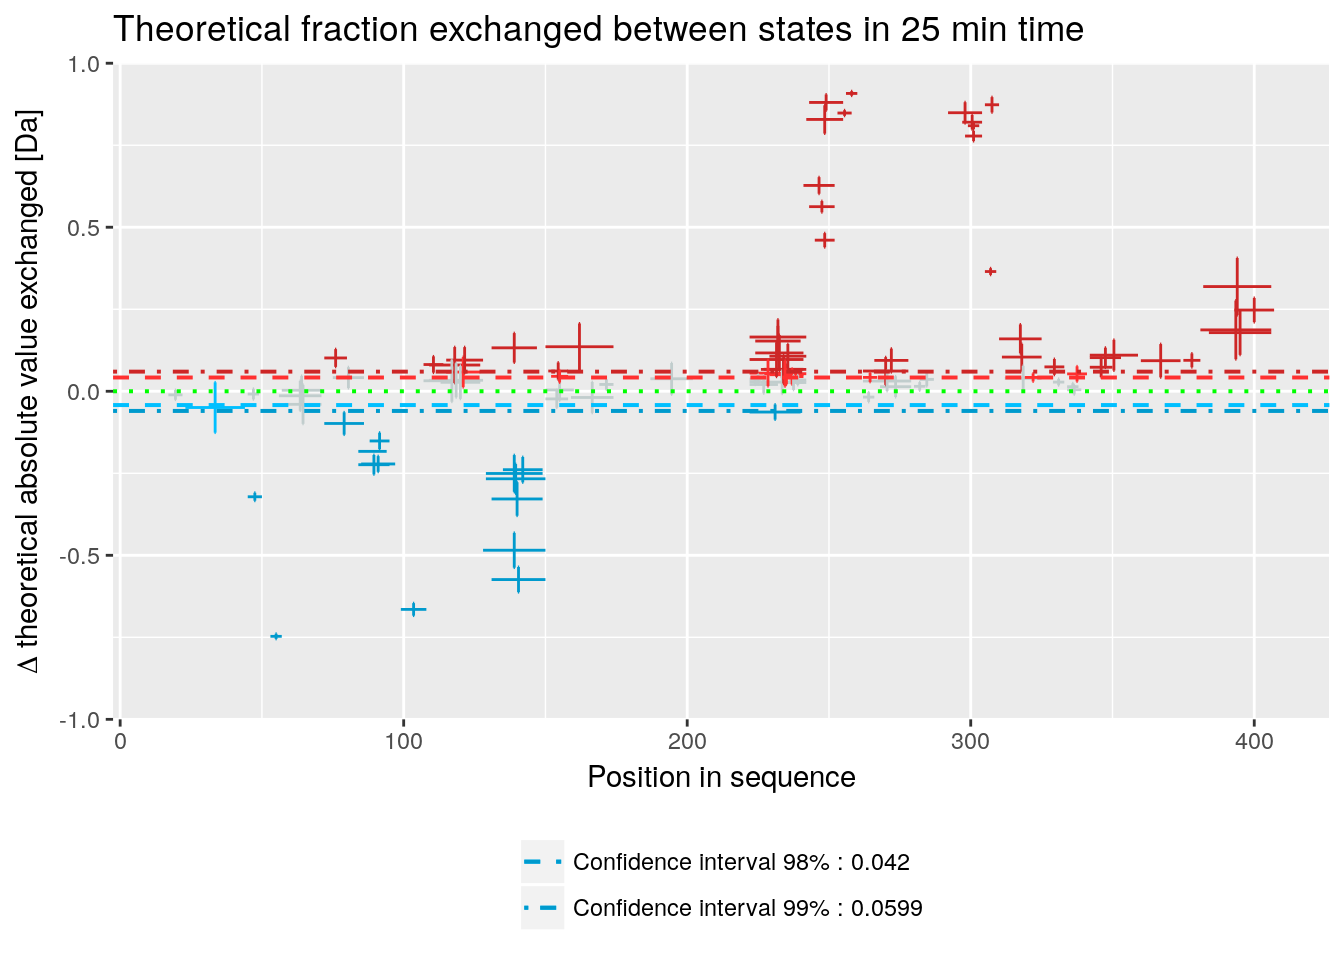 Theoretical fraction exchanged between states in 25 min time
Δ theoretical absolute value exchanged [Da]
1.0
0.5
0.0
-0.5
-1.0
0 100 200 300 400
Position in sequence
Confidence interval 98% : 0.042
Confidence interval 99% : 0.0599